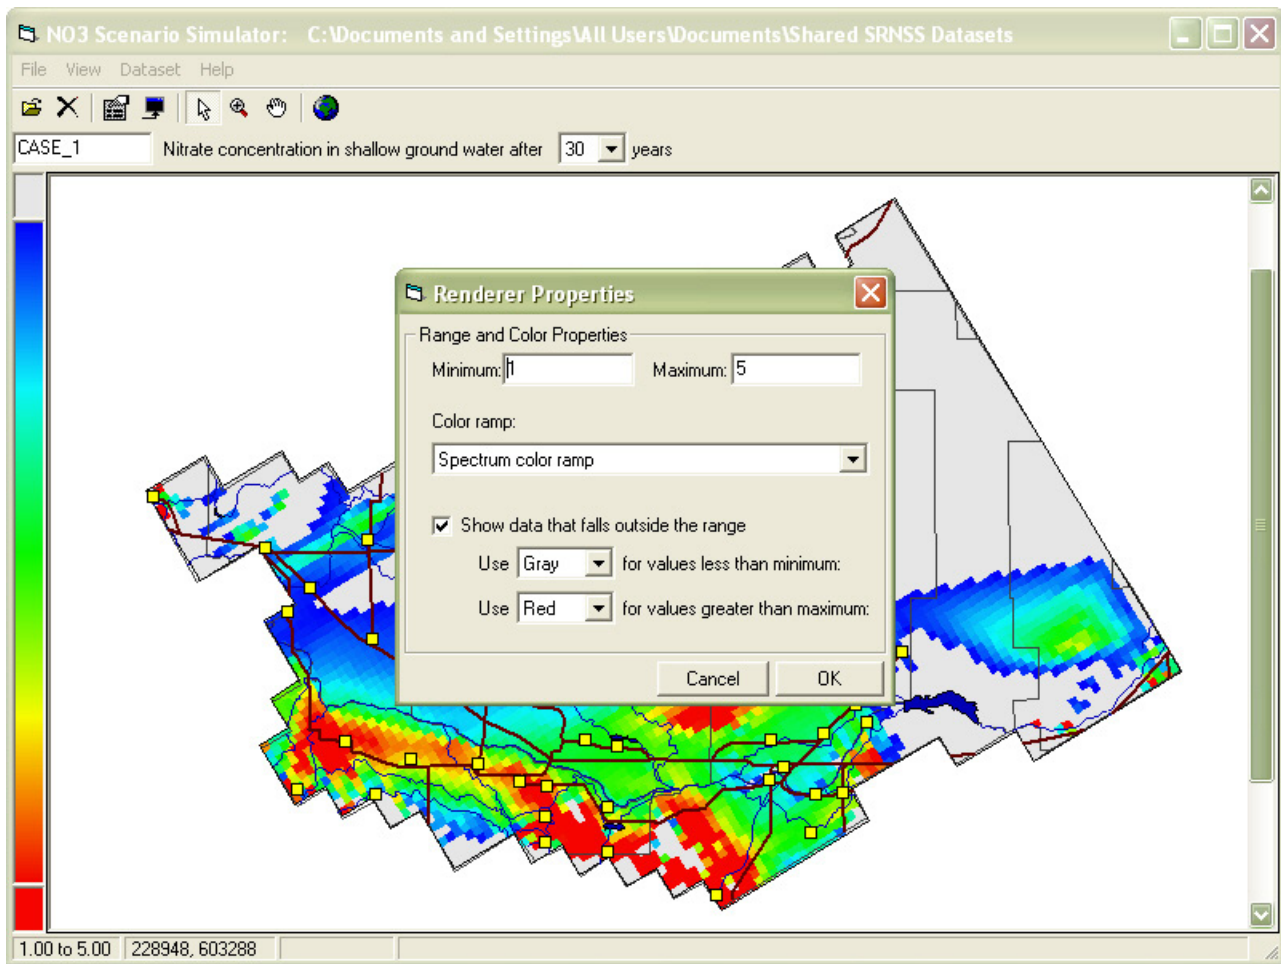 NO3 Scenario Simulator: C:\Documents and Settings\All Users\Documents\Shared SRNSS Datasets
File View Dataset Help
CASE_1 Nitrate concentration in shallow ground water after 30 years
Renderer Properties
Range and Color Properties
Minimum: 1 Maximum: 5
Color ramp:
Spectrum color ramp
Show data that falls outside the range
Use Gray for values less than minimum:
Use Red for values greater than maximum:
Cancel OK
1.00 to 5.00 228948, 603288